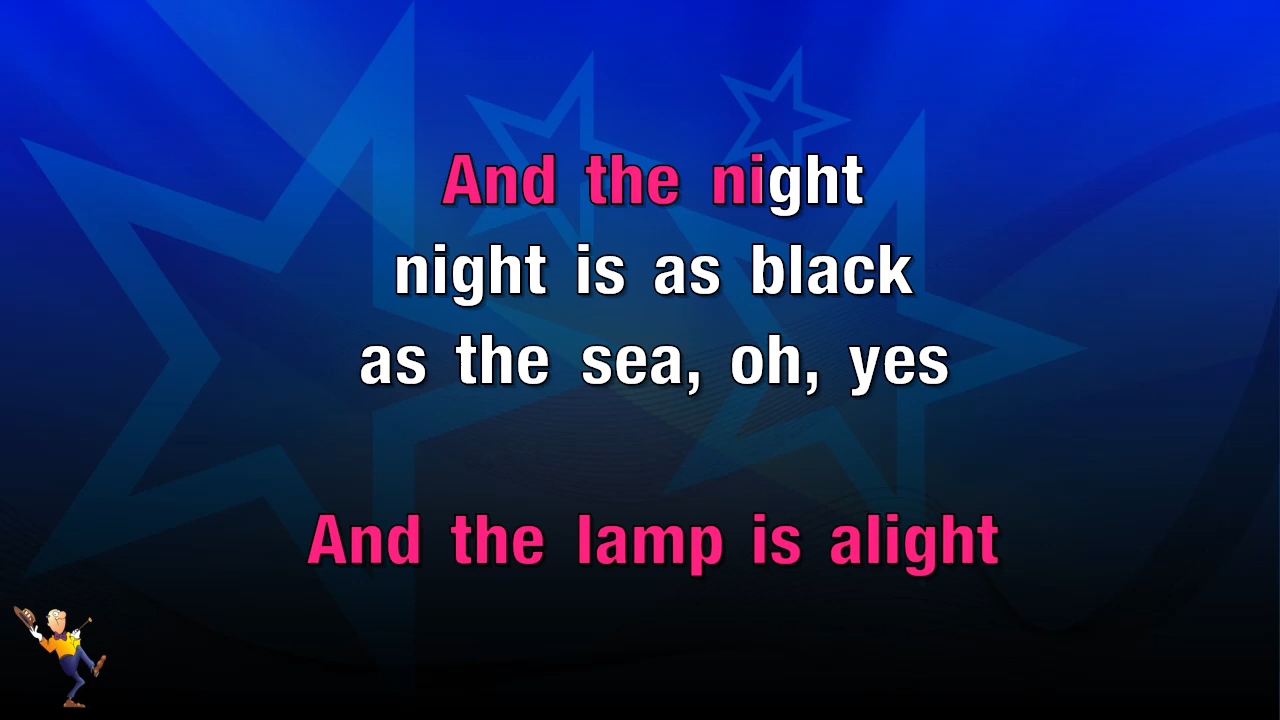 And the night
night is as black
as the sea, oh, yes
And the lamp is alight